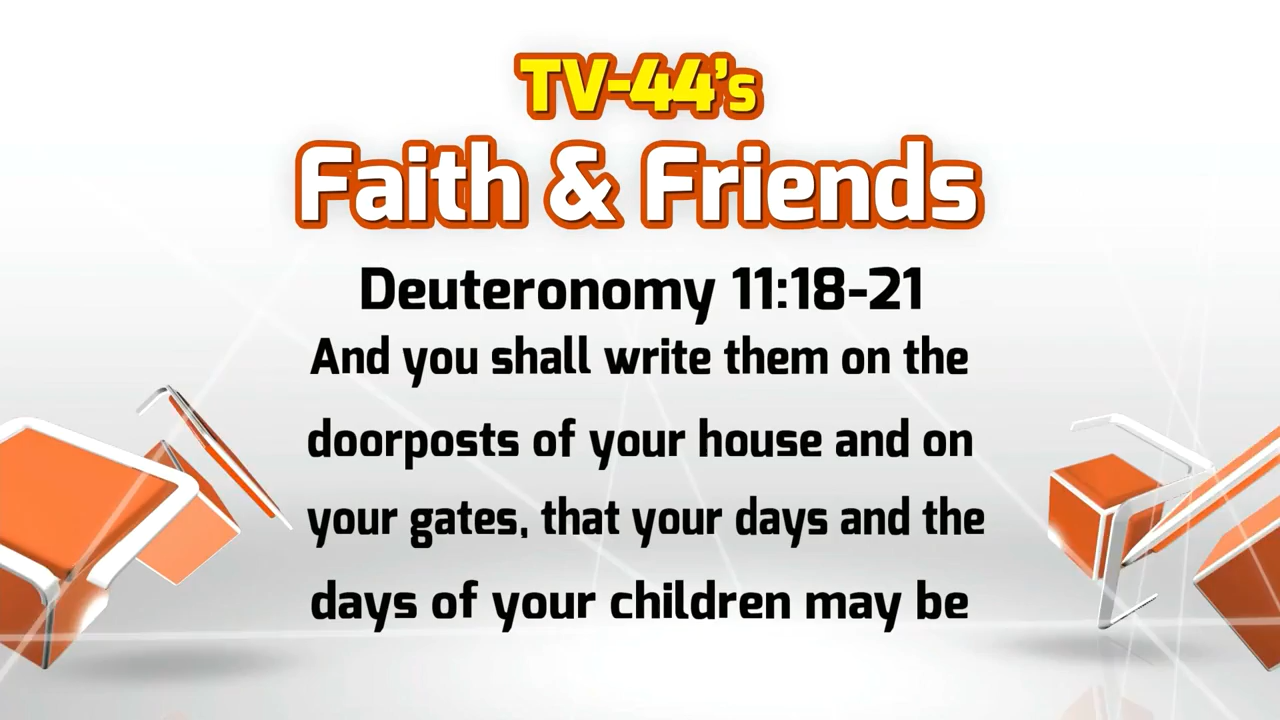 TV-44's
Faith & Friends
Deuteronomy 11:18-21
And you shall write them on the
doorposts of your house and on
your gates, that your days and the
days of your children may be